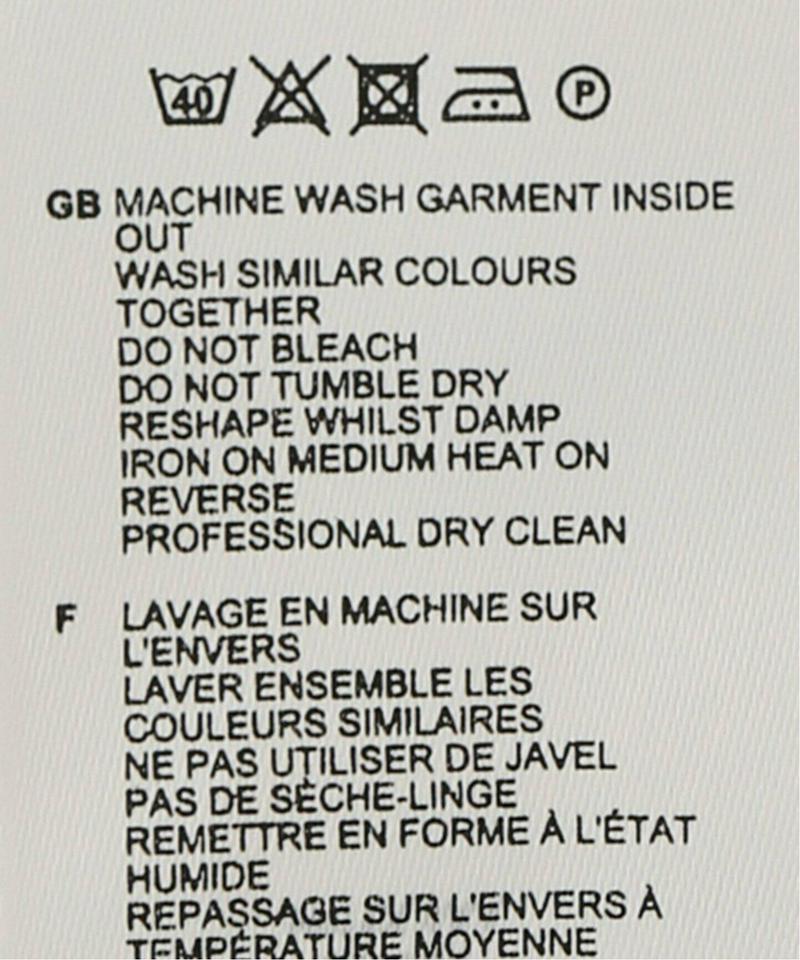 40 P
GB MACHINE WASH GARMENT INSIDE
OUT
WASH SIMILAR COLOURS
TOGETHER
DO NOT BLEACH
DO NOT TUMBLE DRY
RESHAPE WHILST DAMP
IRON ON MEDIUM HEAT ON
REVERSE
PROFESSIONAL DRY CLEAN
F LAVAGE EN MACHINE SUR
L'ENVERS
LAVER ENSEMBLE LES
COULEURS SIMILAIRES
NE PAS UTILISER DE JAVEL
PAS DE SÈCHE-LINGE
REMETTRE EN FORME À L'ÉTAT
HUMIDE
REPASSAGE SUR L'ENVERS À
TEMPÉRATURE MOYENNE